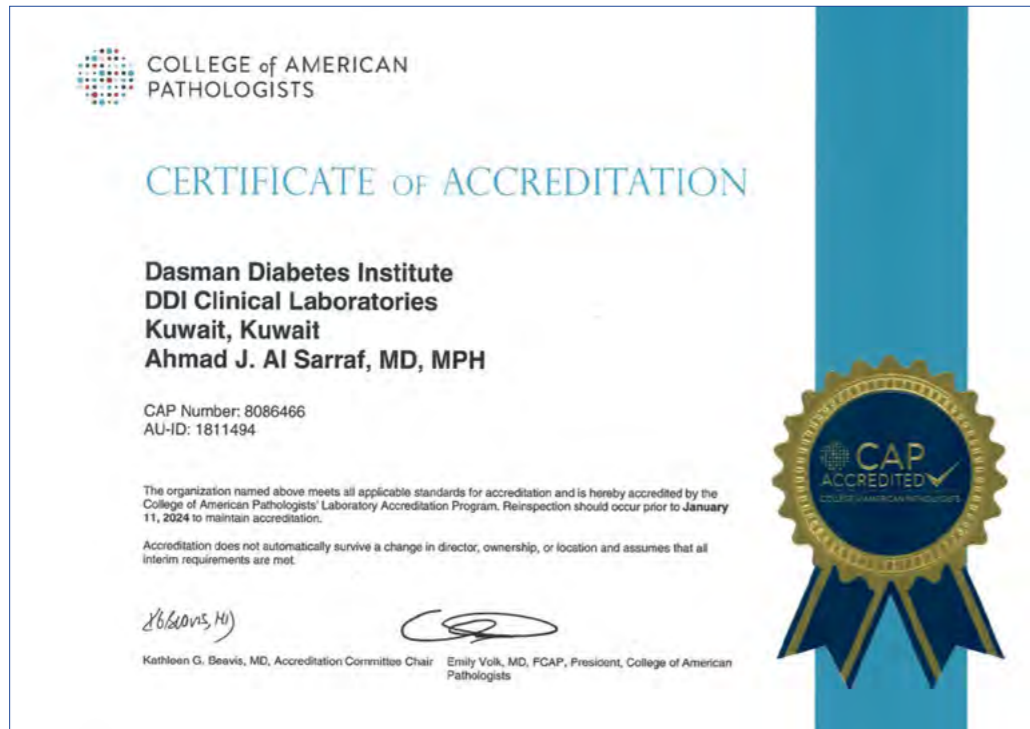 COLLEGE of AMERICAN
PATHOLOGISTS
CERTIFICATE OF ACCREDITATION
Dasman Diabetes Institute
DDI Clinical Laboratories
Kuwait, Kuwait
Ahmad J. Al Sarraf, MD, MPH
CAP Number: 8086466
AU-ID: 1811494
The organization named above meets all applicable standards for accreditation and is hereby accredited by the
College of American Pathologists' Laboratory Accreditation Program. Reinspection should occur prior to January
11, 2024 to maintain accreditation.
Accreditation does not automatically survive a change in director, ownership, or location and assumes that all
interim requirements are met.
Kathleen G. Beavis, MD, Accreditation Committee Chair
Emily Volk, MD, FCAP, President, College of American
Pathologists
CAP
ACCREDITED
COLLEGE of AMERICAN PATHOLOGISTS